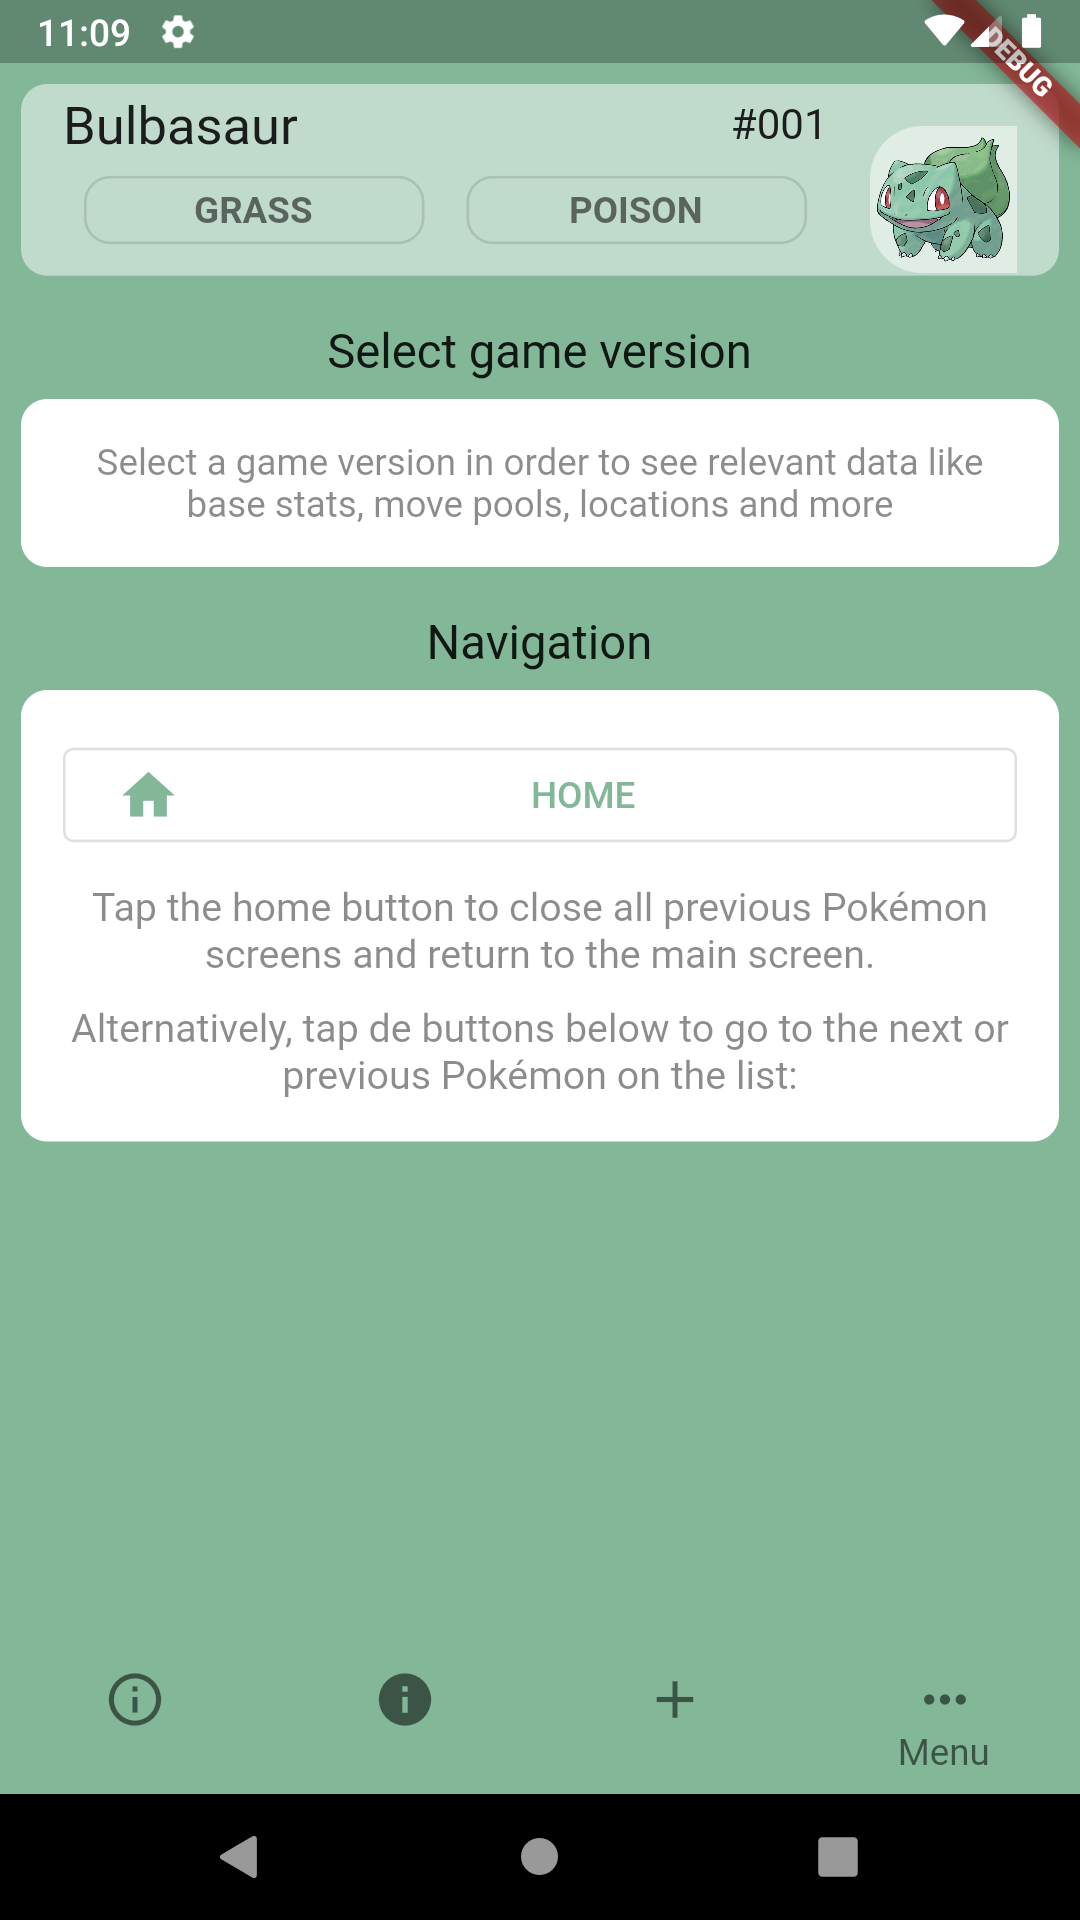 11:09
DEBUG
Bulbasaur
#001
GRASS
POISON
Select game version
Select a game version in order to see relevant data like
base stats, move pools, locations and more
Navigation
HOME
Tap the home button to close all previous Pokémon
screens and return to the main screen.
Alternatively, tap de buttons below to go to the next or
previous Pokémon on the list:
Menu